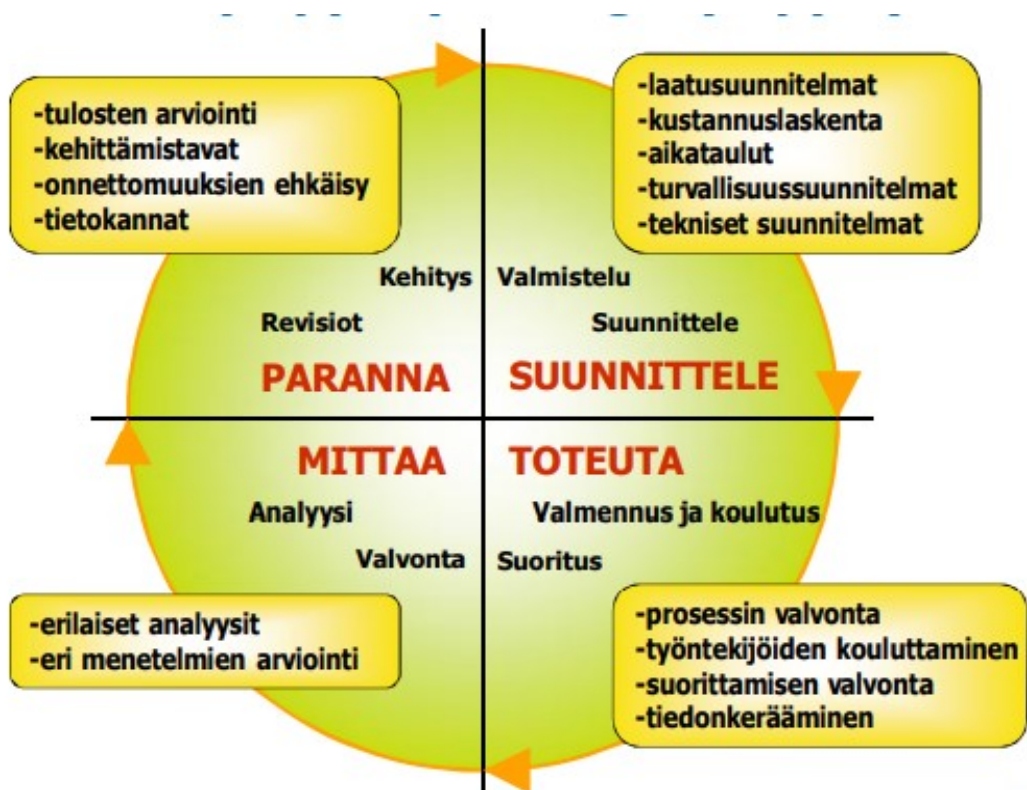 -tulosten arviointi
-kehittämistavat
-onnettomuuksien ehkäisy
-tietokannat
-laatusuunnitelmat
-kustannuslaskenta
-aikataulut
-turvallisuussuunnitelmat
-tekniset suunnitelmat
Kehitys
Valmistelu
Revisiot
Suunnittele
PARANNA
SUUNNITTELE
MITTAA
TOTEUTA
Analyysi
Valmennus ja koulutus
Valvonta
Suoritus
-erilaiset analyysit
-eri menetelmien arviointi
-prosessin valvonta
-työntekijöiden kouluttaminen
-suorittamisen valvonta
-tiedonkerääminen